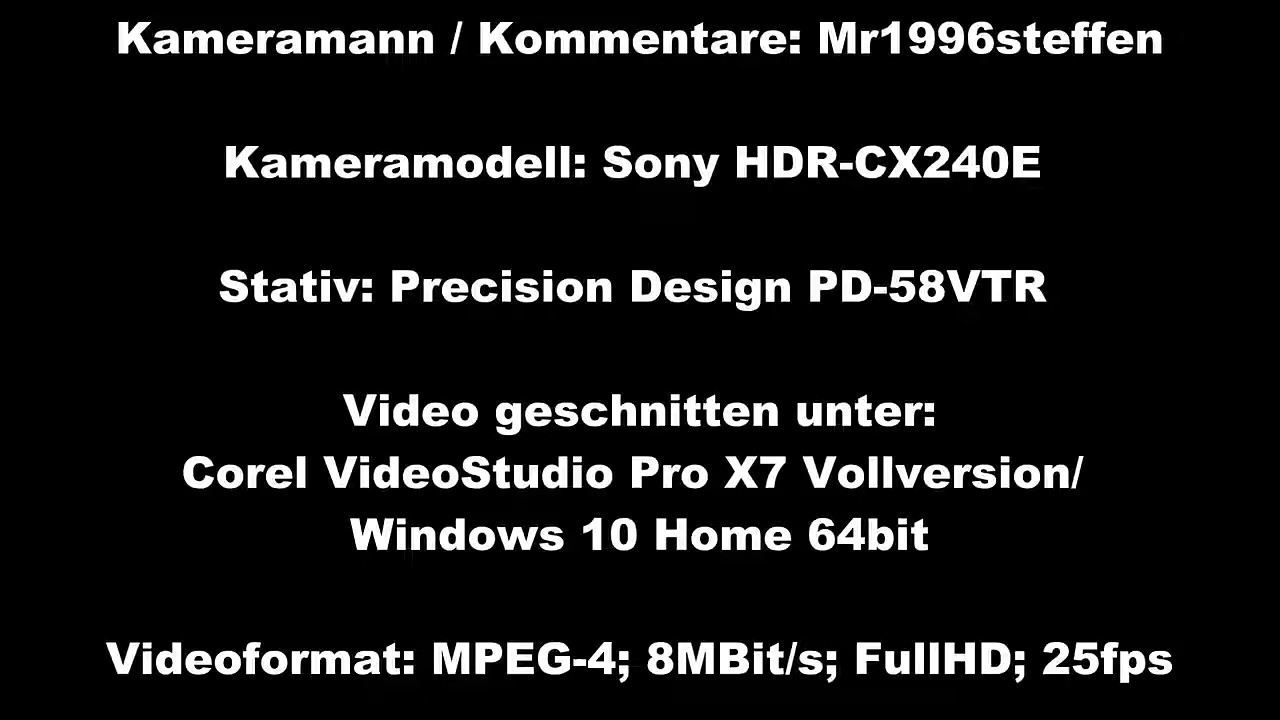 Kameramann / Kommentare: Mr1996steffen
Kameramodell: Sony HDR-CX240E
Stativ: Precision Design PD-58VTR
Video geschnitten unter:
Corel VideoStudio Pro X7 Vollversion/
Windows 10 Home 64bit
Videoformat: MPEG-4; 8MBit/s; FullHD; 25fps